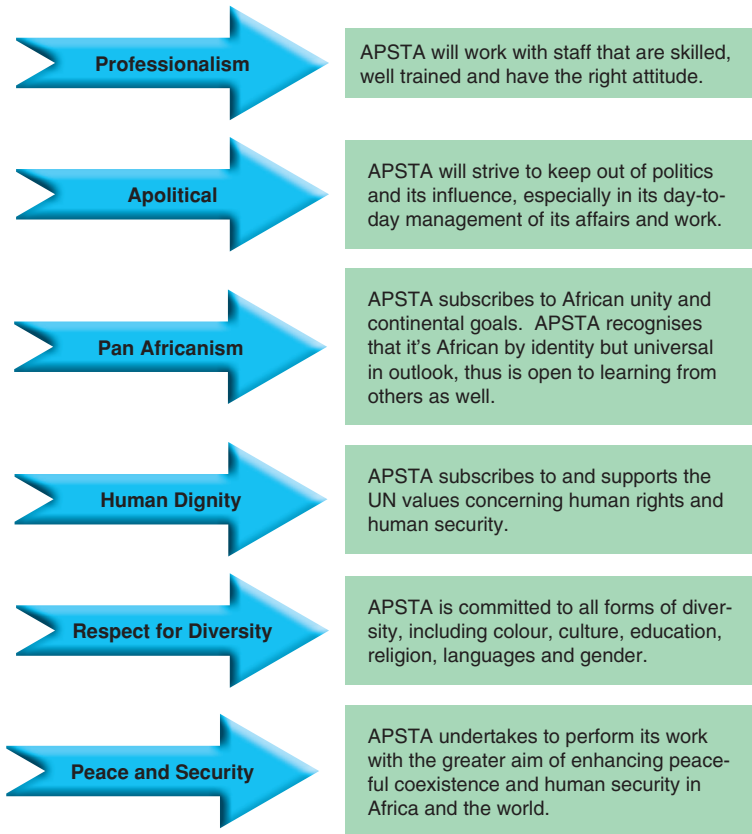 Professionalism
APSTA will work with staff that are skilled,
well trained and have the right attitude.
Apolitical
APSTA will strive to keep out of politics
and its influence, especially in its day-to-
day management of its affairs and work.
Pan Africanism
APSTA subscribes to African unity and
continental goals.  APSTA recognises
that it's African by identity but universal
in outlook, thus is open to learning from
others as well.
Human Dignity
APSTA subscribes to and supports the
UN values concerning human rights and
human security.
Respect for Diversity
APSTA is committed to all forms of diver-
sity, including colour, culture, education,
religion, languages and gender.
Peace and Security
APSTA undertakes to perform its work
with the greater aim of enhancing peace-
ful coexistence and human security in
Africa and the world.